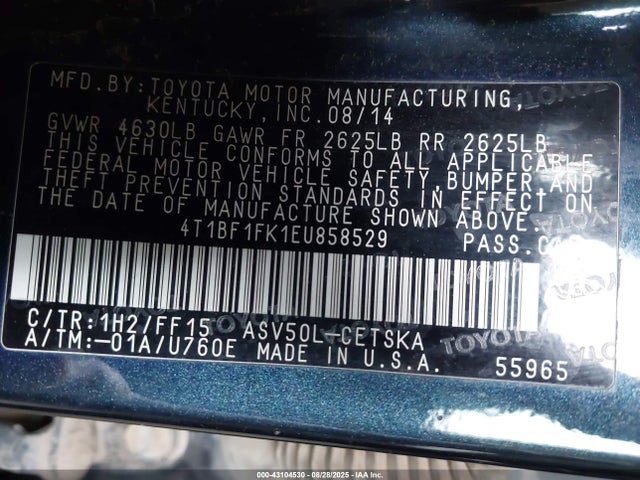 MFD.BY:TOYOTA MOTOR MANUFACTURING,
KENTUCKY,INC.08/14
GVWR 4630LB GAWR FR 2625LB RR 2625LB
THIS VEHICLE CONFORMS TO ALL APPLICABLE
FEDERAL MOTOR VEHICLE SAFETY,BUMPER,AND
THEFT PREVENTION STANDARDS IN EFFECT ON
THE DATE OF MANUFACTURE SHOWN ABOVE.
4T1BF1FK1EU858529 PASS.CAR
C/TR:1H2/FF15 ASV50L-CETSKA
A/TM:-01A/U760E MADE IN U.S.A. 55965
TOYOTA
000-43104530 - 08/28/2025 - IAA Inc.